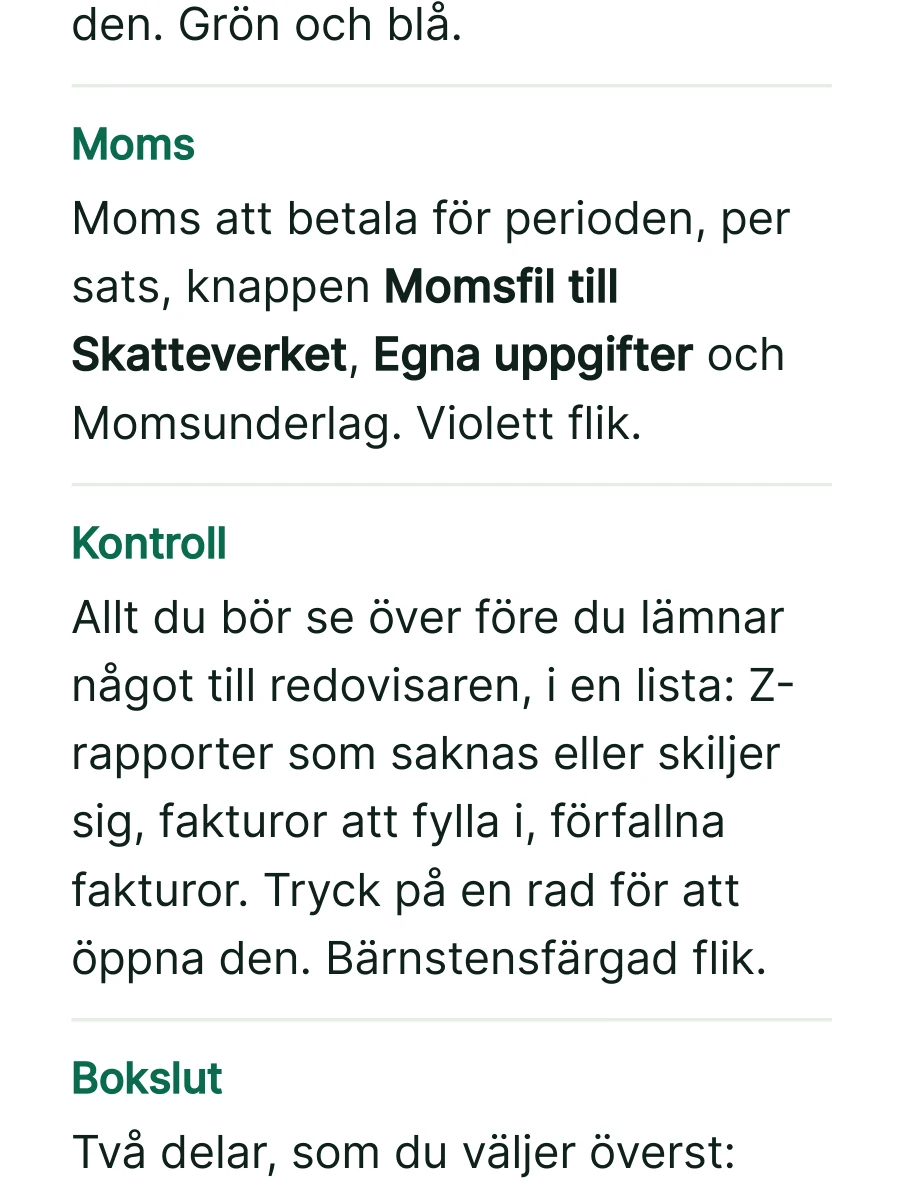 den. Grön och blå.
Moms
Moms att betala för perioden, per
sats, knappen Momsfil till
Skatteverket, Egna uppgifter och
Momsunderlag. Violett flik.
Kontroll
Allt du bör se över före du lämnar
något till redovisaren, i en lista: Z-
rapporter som saknas eller skiljer
sig, fakturor att fylla i, förfallna
fakturor. Tryck på en rad för att
öppna den. Bärnstensfärgad flik.
Bokslut
Två delar, som du väljer överst: